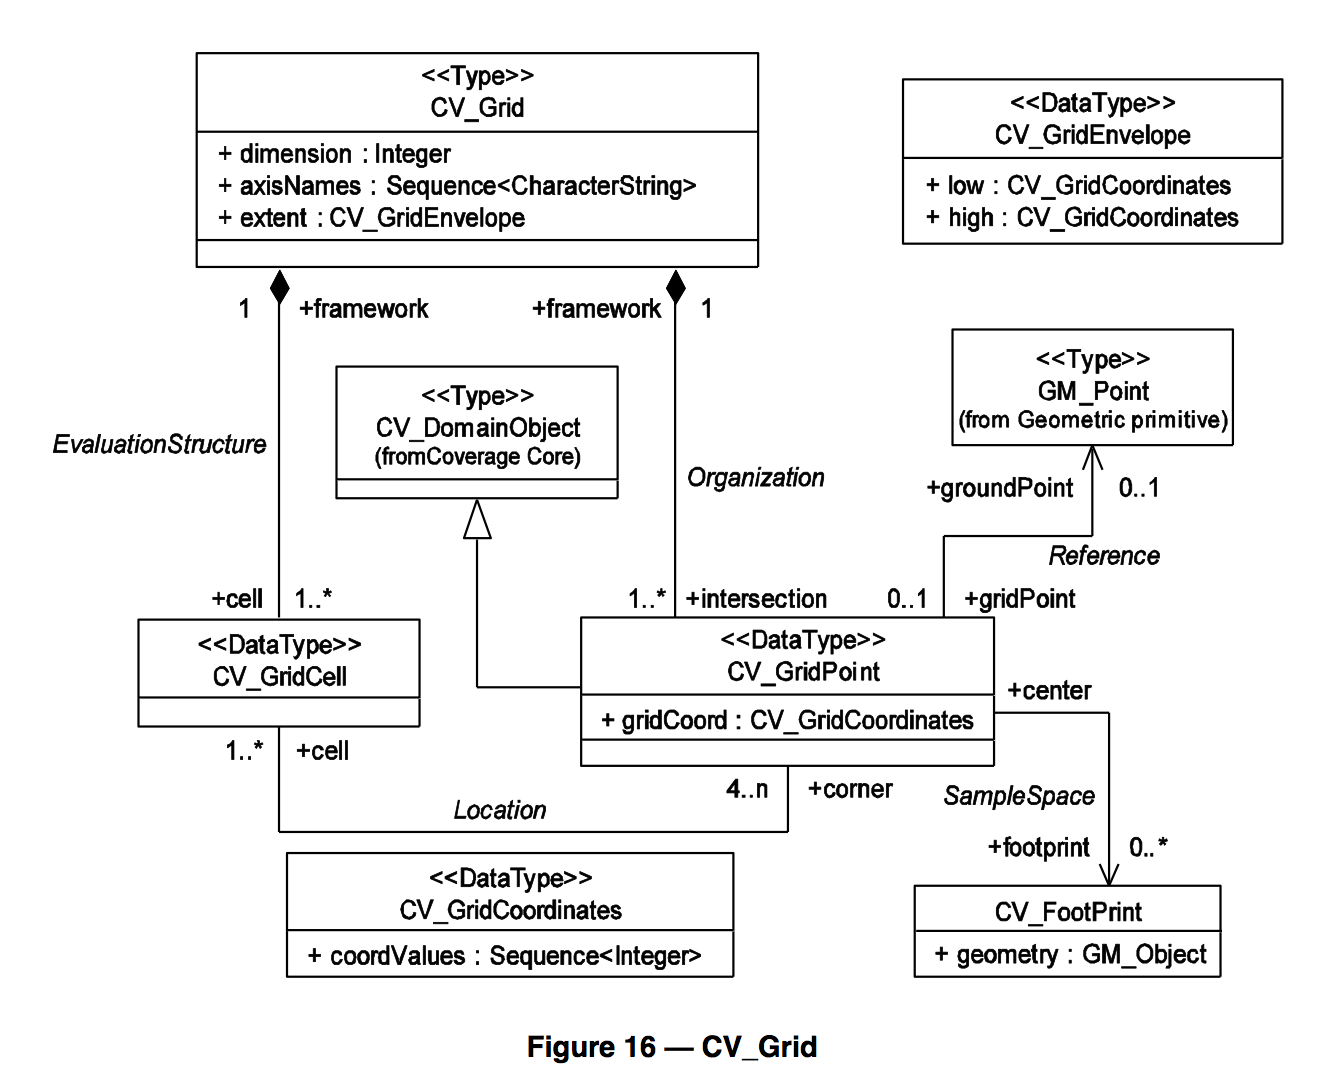 <<Type>>
CV_Grid
+ dimension : Integer
+ axisNames : Sequence<CharacterString>
+ extent : CV_GridEnvelope
<<DataType>>
CV_GridEnvelope
+ low : CV_GridCoordinates
+ high : CV_GridCoordinates
1 +framework
+framework 1
<<Type>>
CV_DomainObject
(fromCoverage Core)
<<Type>>
GM_Point
(from Geometric primitive)
EvaluationStructure
Organization
+groundPoint 0..1
Reference
+cell 1..*
1..* +intersection
0..1 +gridPoint
<<DataType>>
CV_GridCell
<<DataType>>
CV_GridPoint
+ gridCoord : CV_GridCoordinates
+center
1..* +cell
4..n +corner
Location
SampleSpace
+footprint 0..*
<<DataType>>
CV_GridCoordinates
+ coordValues : Sequence<Integer>
CV_FootPrint
+ geometry : GM_Object
Figure 16 — CV_Grid